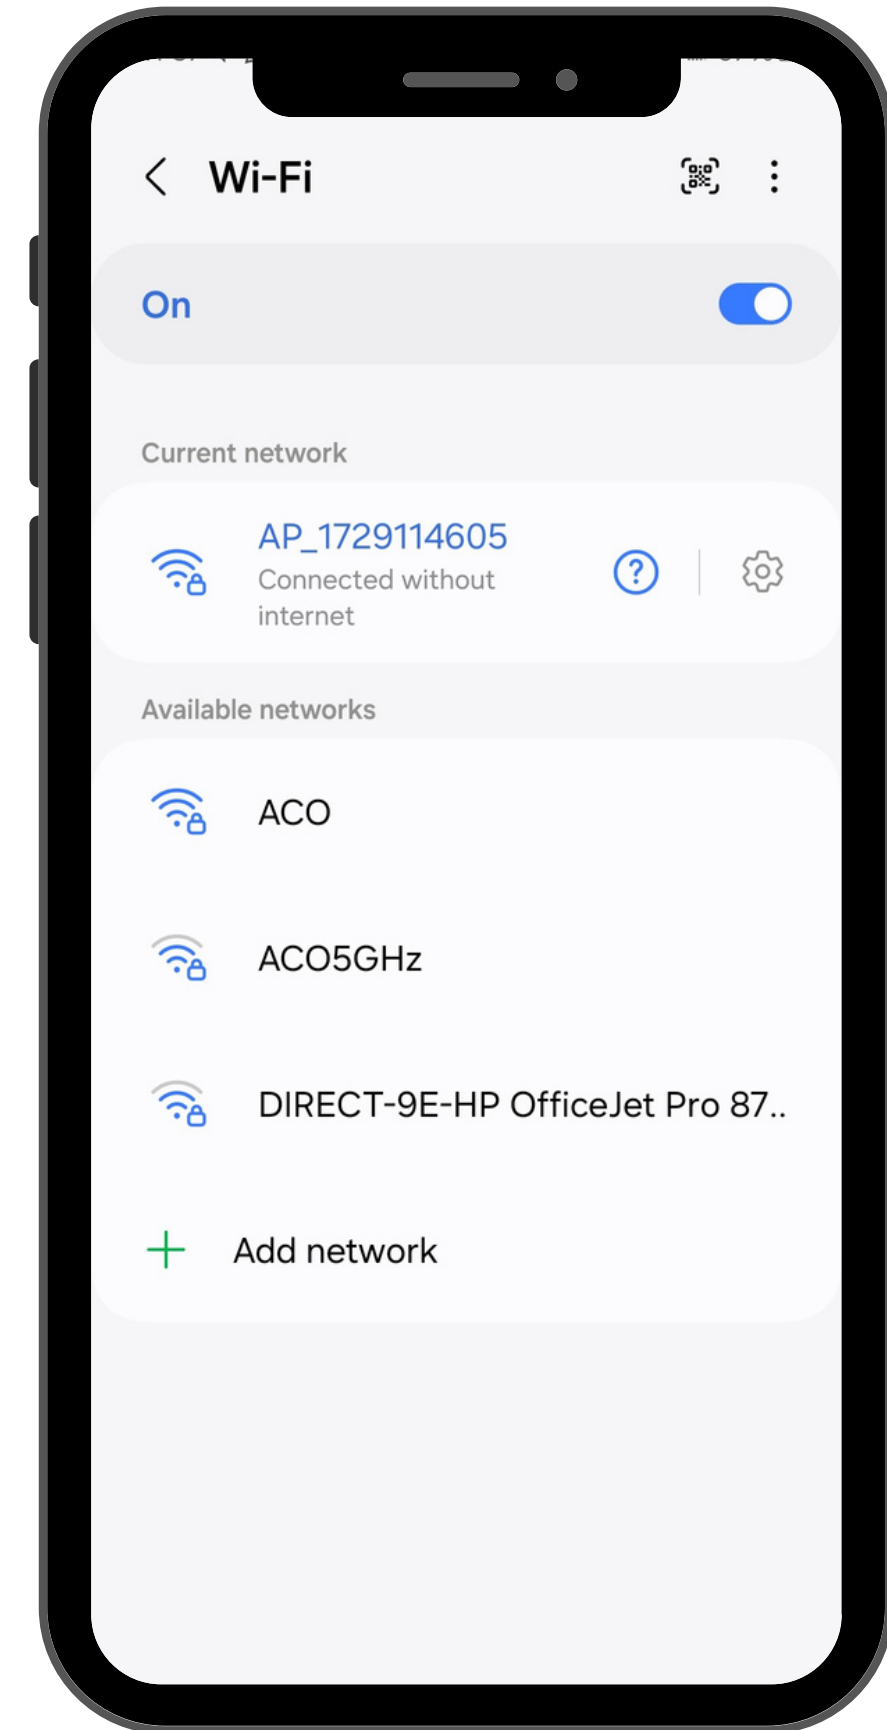 Wi-Fi
On
Current network
AP_1729114605
Connected without
internet
Available networks
ACO
ACO5GHz
DIRECT-9E-HP OfficeJet Pro 87..
Add network